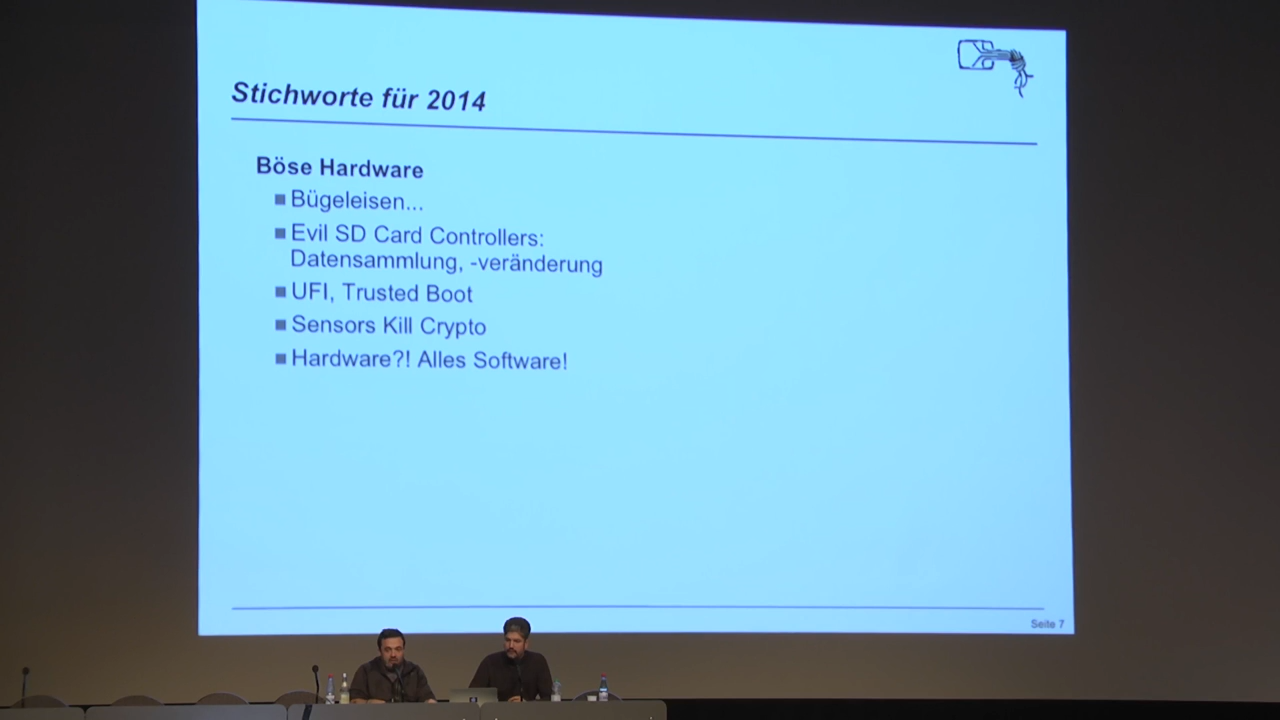 Stichworte für 2014
Böse Hardware
Bügeleisen...
Evil SD Card Controllers:
Datensammlung, -veränderung
UFI, Trusted Boot
Sensors Kill Crypto
Hardware?! Alles Software!
Seite 7